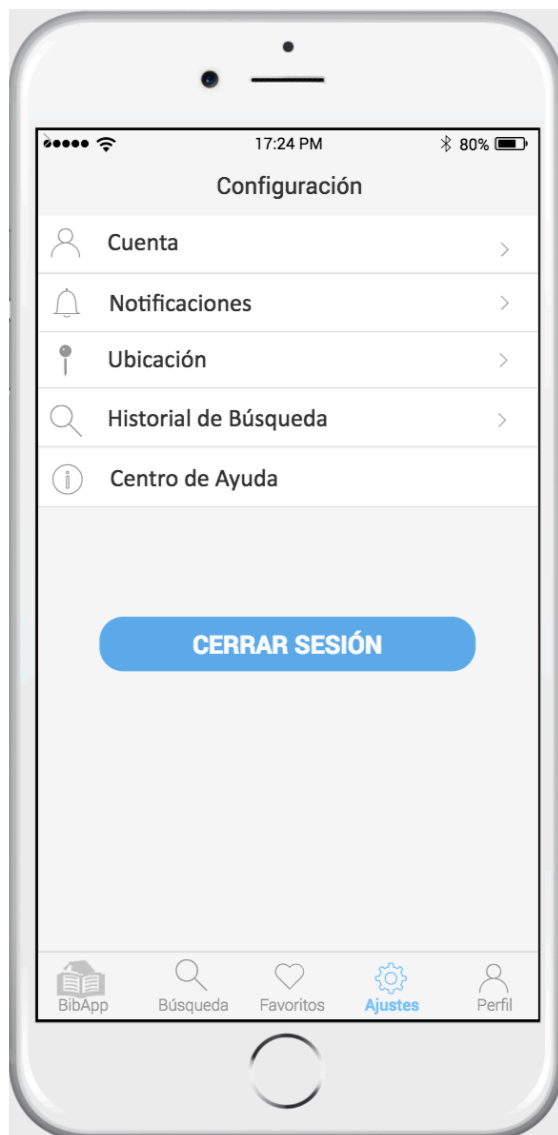 17:24 PM 80%
Configuración
Cuenta
Notificaciones
Ubicación
Historial de Búsqueda
Centro de Ayuda
CERRAR SESIÓN
BibApp Búsqueda Favoritos Ajustes Perfil